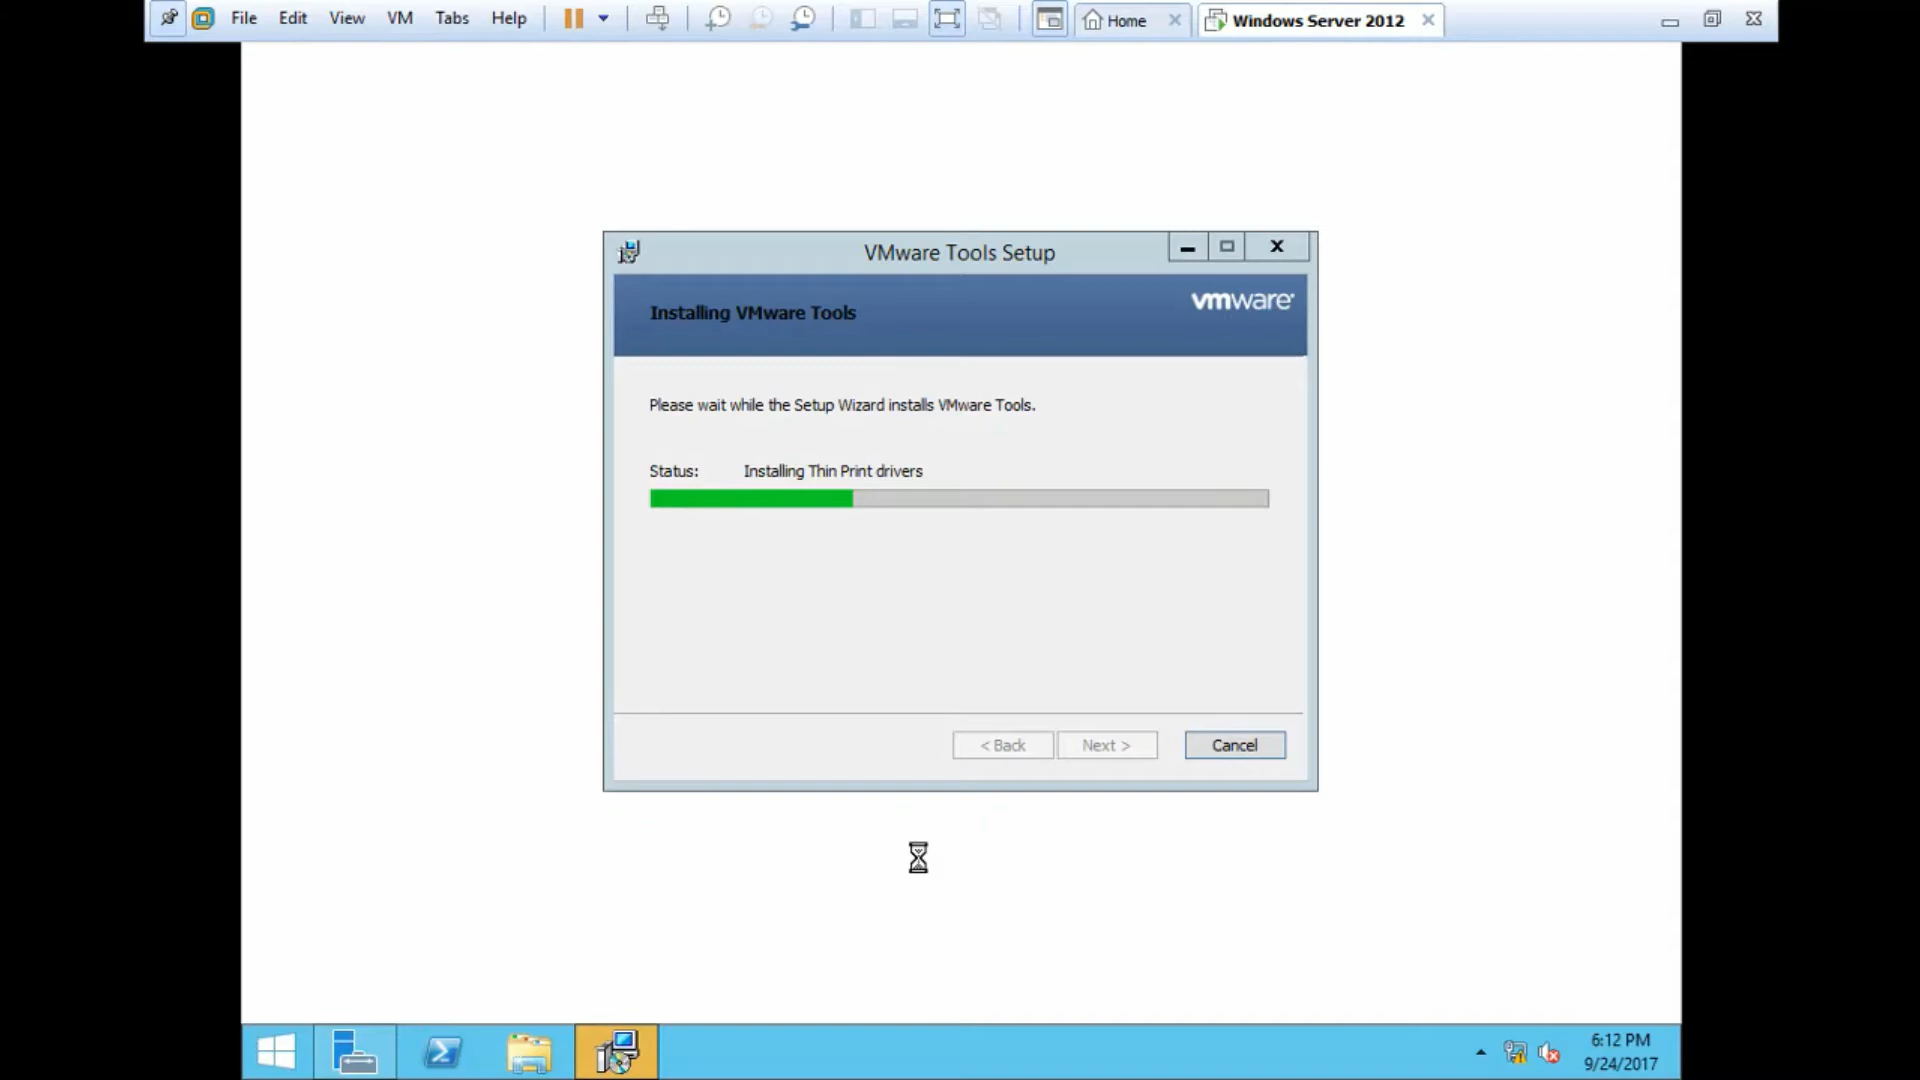 File Edit View VM Tabs Help Home Windows Server 2012
VMware Tools Setup
Installing VMware Tools
vmware
Please wait while the Setup Wizard installs VMware Tools.
Status: Installing Thin Print drivers
< Back Next > Cancel
6:12 PM
9/24/2017